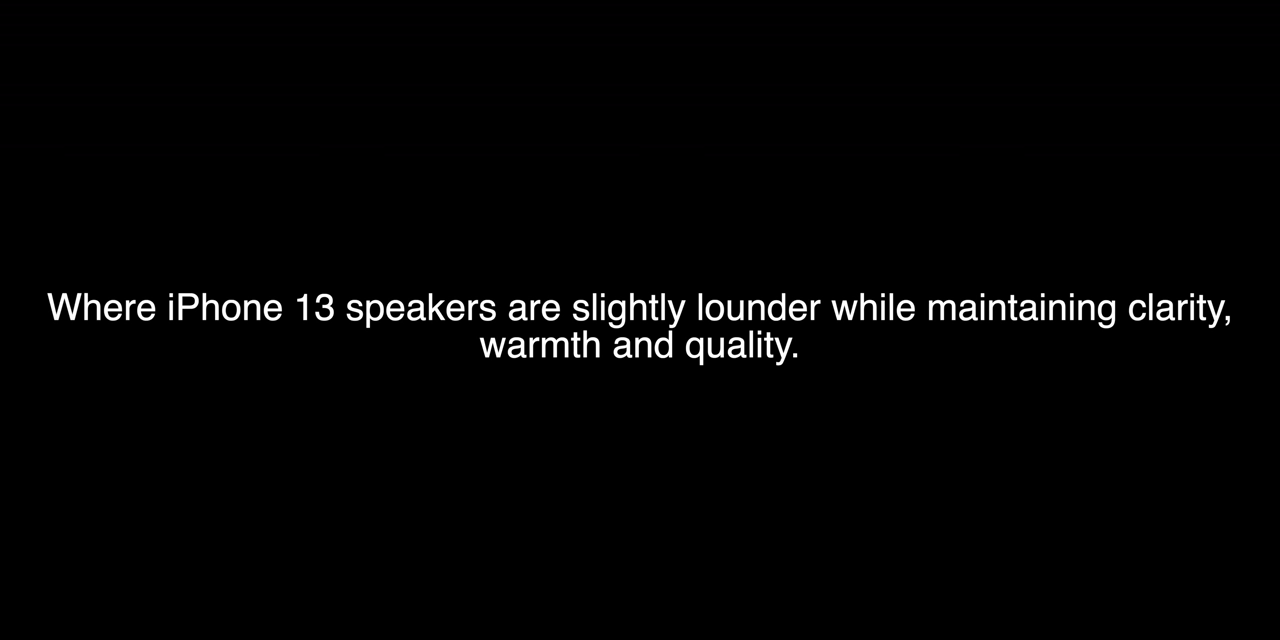 Where iPhone 13 speakers are slightly lounder while maintaining clarity,
warmth and quality.